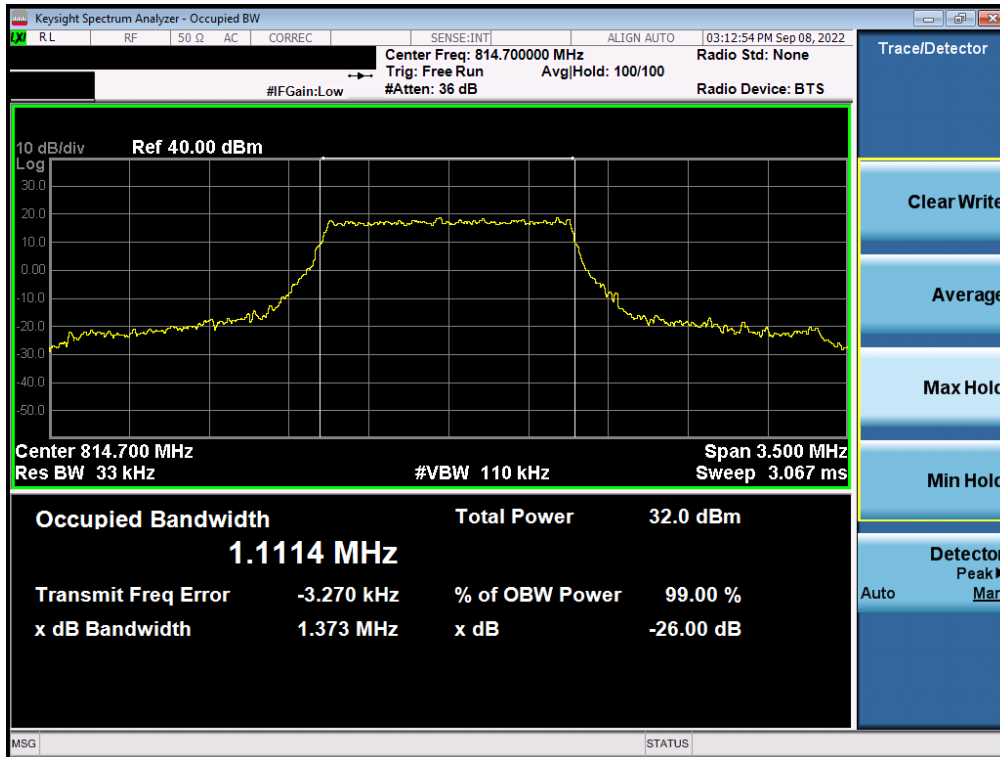 Keysight Spectrum Analyzer - Occupied BW
LXI RL RF 50 Ω AC CORREC SENSE:INT ALIGN AUTO 03:12:54 PM Sep 08, 2022
Center Freq: 814.700000 MHz Radio Std: None
Trig: Free Run Avg|Hold: 100/100
#IFGain:Low #Atten: 36 dB Radio Device: BTS
Trace/Detector
10 dB/div Ref 40.00 dBm
Log
30.0
20.0
10.0
0.00
-10.0
-20.0
-30.0
-40.0
-50.0
Center 814.700 MHz Span 3.500 MHz
Res BW 33 kHz #VBW 110 kHz Sweep 3.067 ms
Occupied Bandwidth Total Power 32.0 dBm
1.1114 MHz
Transmit Freq Error -3.270 kHz % of OBW Power 99.00 %
x dB Bandwidth 1.373 MHz x dB -26.00 dB
Clear Write
Average
Max Hold
Min Hold
Detector
Peak
Auto Man
MSG STATUS